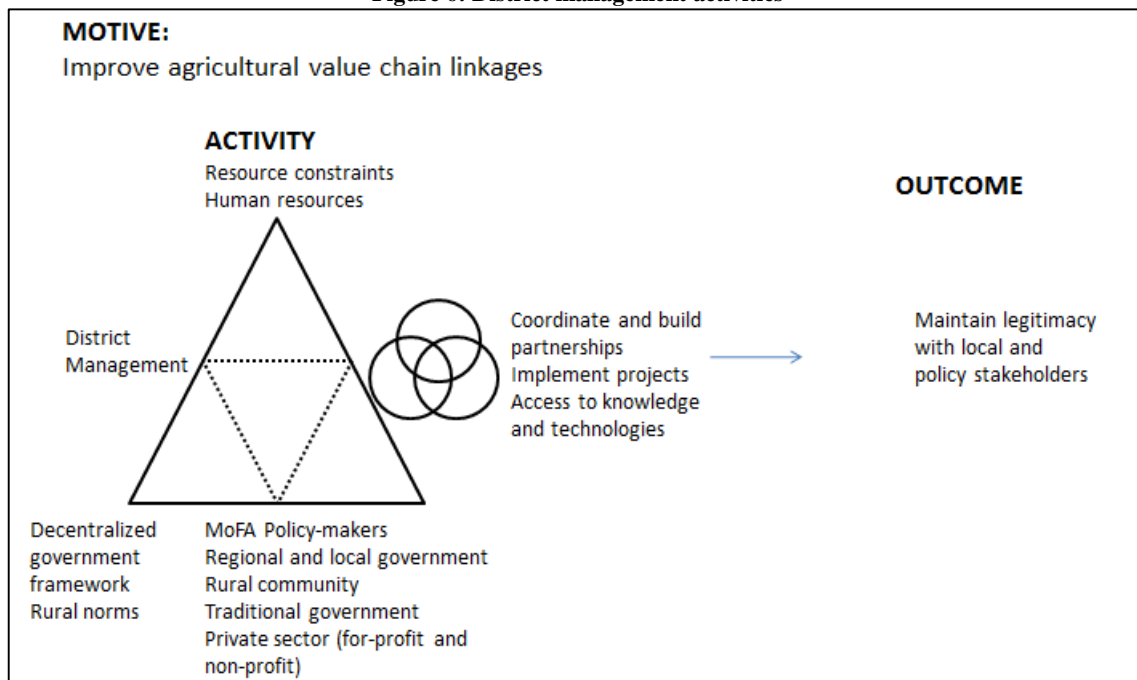 Figure 6: District management activities
MOTIVE:
Improve agricultural value chain linkages
ACTIVITY
Resource constraints
Human resources
OUTCOME
District
Management
Coordinate and build
partnerships
Implement projects
Access to knowledge
and technologies
Maintain legitimacy
with local and
policy stakeholders
Decentralized
government
framework
Rural norms
MoFA Policy-makers
Regional and local government
Rural community
Traditional government
Private sector (for-profit and
non-profit)